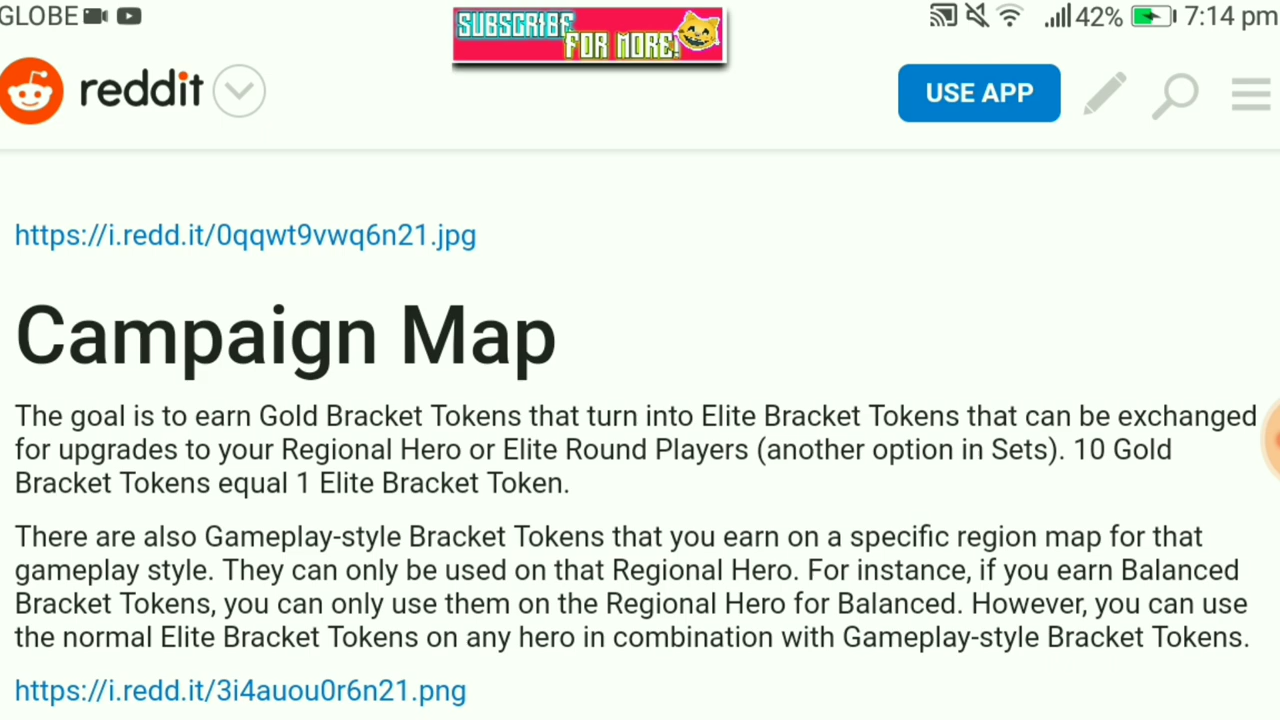 GLOBE 42% 7:14 pm
SUBSCRIBE
FOR MORE!
reddit USE APP
https://i.redd.it/0qqwt9vwq6n21.jpg
Campaign Map
The goal is to earn Gold Bracket Tokens that turn into Elite Bracket Tokens that can be exchanged
for upgrades to your Regional Hero or Elite Round Players (another option in Sets). 10 Gold
Bracket Tokens equal 1 Elite Bracket Token.
There are also Gameplay-style Bracket Tokens that you earn on a specific region map for that
gameplay style. They can only be used on that Regional Hero. For instance, if you earn Balanced
Bracket Tokens, you can only use them on the Regional Hero for Balanced. However, you can use
the normal Elite Bracket Tokens on any hero in combination with Gameplay-style Bracket Tokens.
https://i.redd.it/3i4auou0r6n21.png